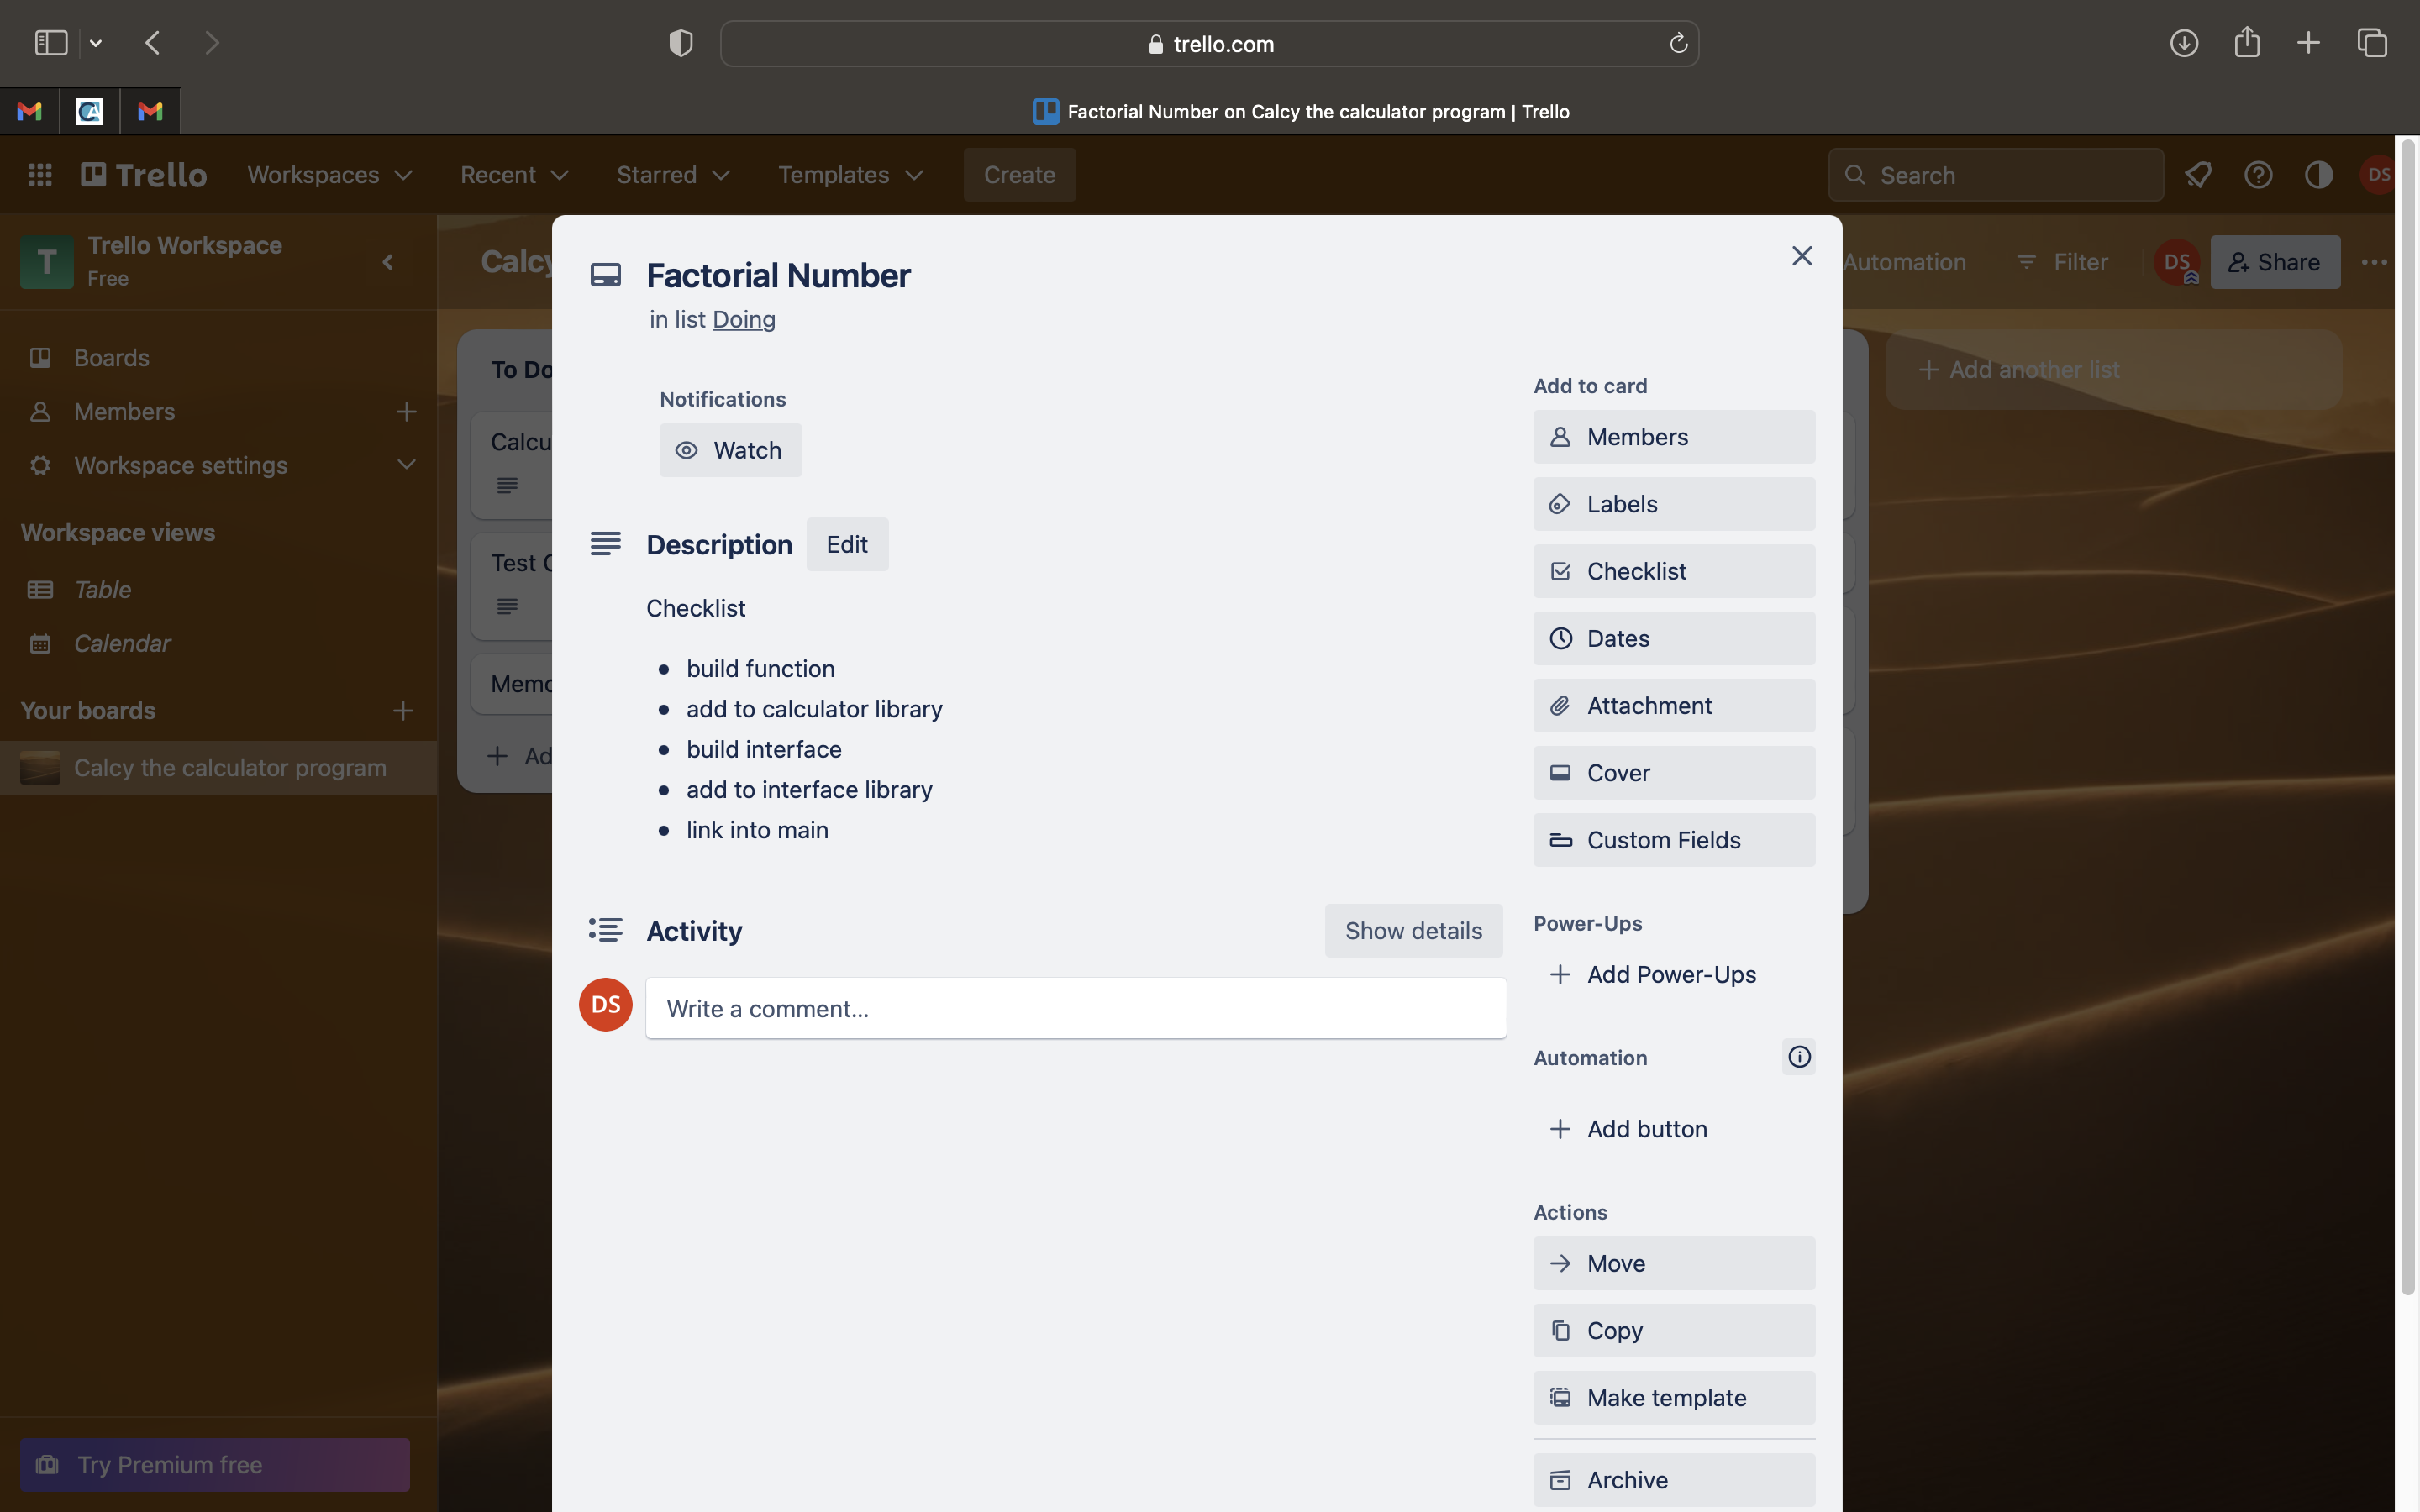 trello.com
Factorial Number on Calcy the calculator program | Trello
Trello
Workspaces
Recent
Starred
Templates
Create
Search
DS
T
Trello Workspace
Free
Calcy
Automation
Filter
DS
Share
Boards
Members
Workspace settings
Workspace views
Table
Calendar
Your boards
Calcy the calculator program
Try Premium free
To Do
Calcu
Test
Memo
Ad
Factorial Number
in list Doing
Notifications
Watch
Description
Edit
Checklist
• build function
• add to calculator library
• build interface
• add to interface library
• link into main
Activity
Show details
DS
Write a comment...
Add to card
Members
Labels
Checklist
Dates
Attachment
Cover
Custom Fields
Power-Ups
Add Power-Ups
Automation
Add button
Actions
Move
Copy
Make template
Archive
Add another list